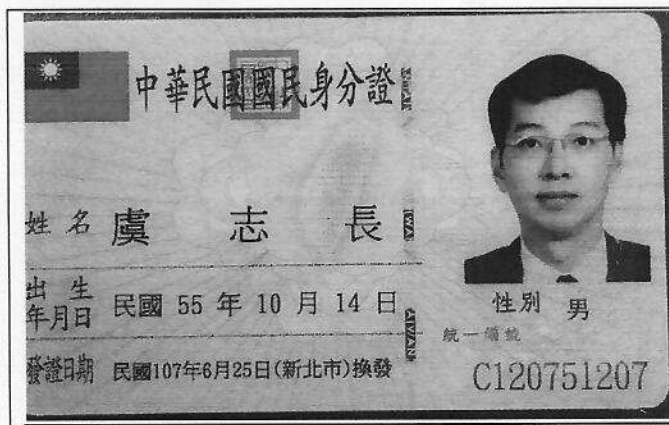 中華民國國民身分證
姓名 虞志長
出生年月日 民國 55 年 10 月 14 日
性別 男
統一編號
發證日期 民國107年6月25日(新北市)換發
C120751207
TAIWAN